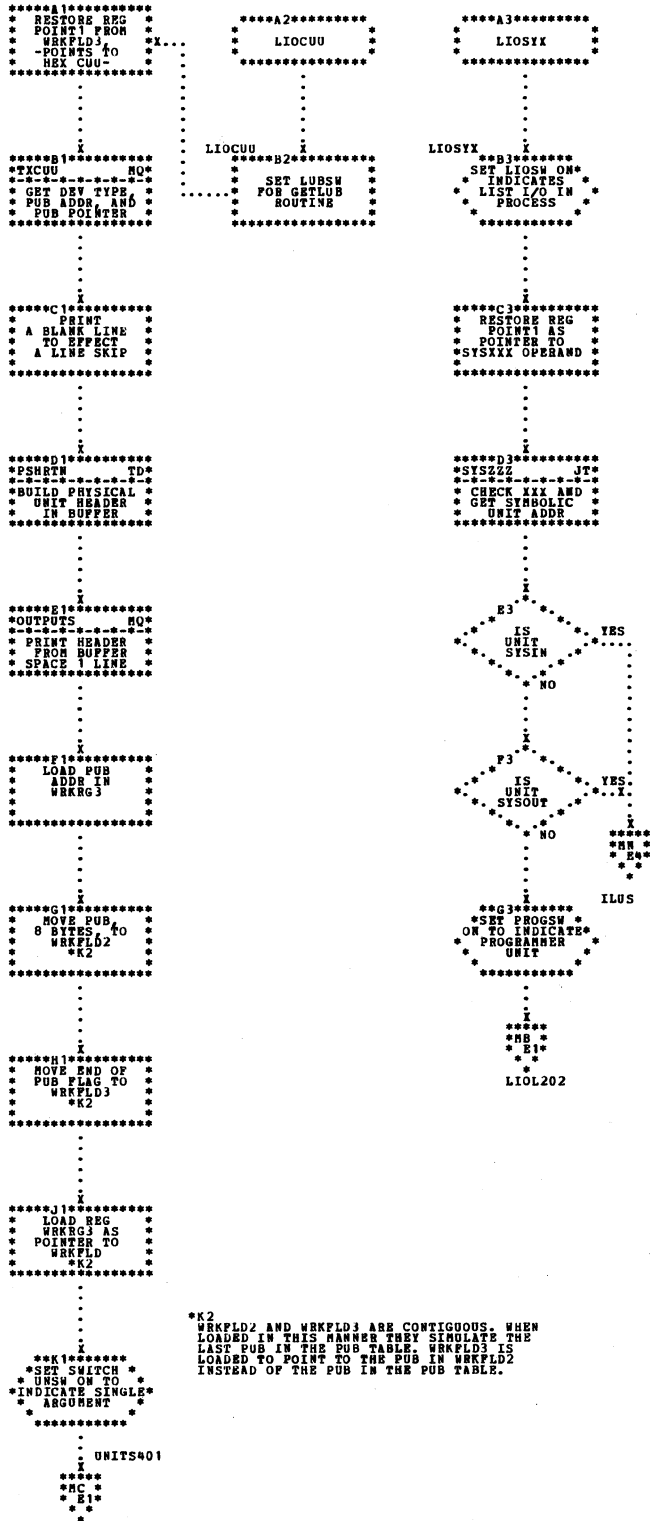 A1
RESTORE REG
POINT1 FROM
WRKFLD3,
-POINTS TO
HEX CUU-
B1
TXCUU MQ
GET DEV TYPE,
PUB ADDR, AND
PUB POINTER
C1
PRINT
A BLANK LINE
TO EFFECT
A LINE SKIP
D1
PSHRTN TD
BUILD PHYSICAL
UNIT HEADER
IN BUFFER
E1
OUTPUTS MQ
PRINT HEADER
FROM BUFFER
SPACE 1 LINE
F1
LOAD PUB
ADDR IN
WRKRG3
G1
MOVE PUB,
8 BYTES, TO
WRKFLD2
*K2
H1
MOVE END OF
PUB FLAG TO
WRKFLD3
*K2
J1
LOAD REG
WRKRG3 AS
POINTER TO
WRKFLD
*K2
K1
SET SWITCH
UNSW ON TO
INDICATE SINGLE
ARGUMENT
UNITS401
MC
E1
A2
LIOCUU
LIOCUU
B2
SET LUBSW
FOR GETLUB
ROUTINE
*K2
WRKFLD2 AND WRKFLD3 ARE CONTIGUOUS. WHEN
LOADED IN THIS MANNER THEY SIMULATE THE
LAST PUB IN THE PUB TABLE. WRKFLD3 IS
LOADED TO POINT TO THE PUB IN WRKFLD2
INSTEAD OF THE PUB IN THE PUB TABLE.
A3
LIOSYX
LIOSYX
B3
SET LIOSW ON
INDICATES
LIST I/O IN
PROCESS
C3
RESTORE REG
POINT1 AS
POINTER TO
SYSXXX OPERAND
D3
SYSZZZ JT
CHECK XXX AND
GET SYMBOLIC
UNIT ADDR
E3
IS
UNIT
SYSIN
YES
NO
F3
IS
UNIT
SYSOUT
YES
NO
MN
E4
ILUS
G3
SET PROGSW
ON TO INDICATE
PROGRAMMER
UNIT
MB
E1
LIOL202